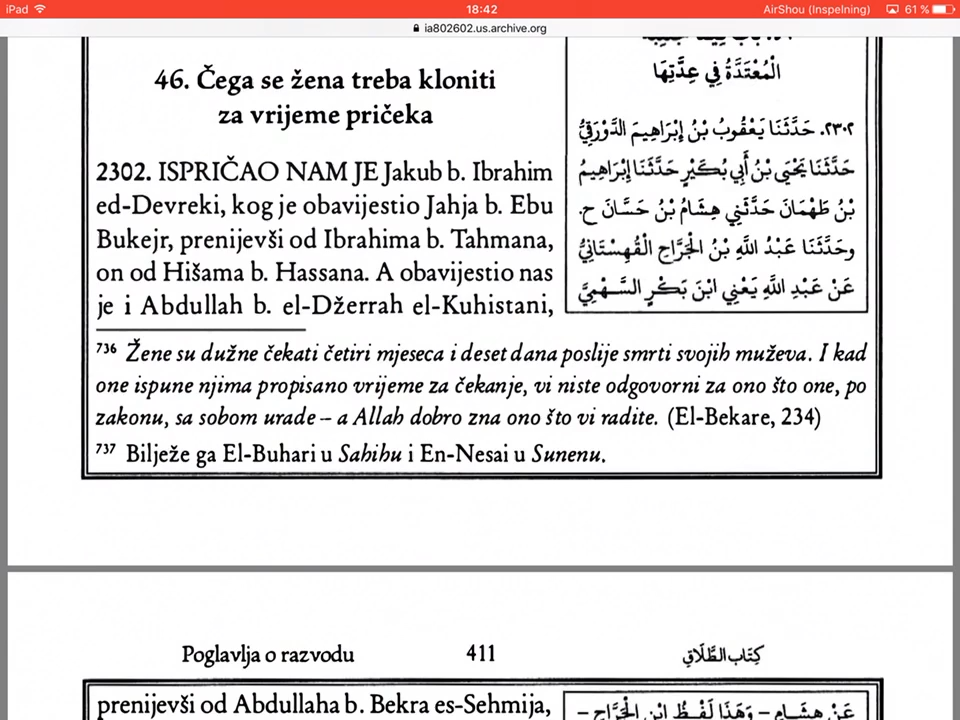 iPad 18:42 AirShou (Inspelning) 61 %
ia802602.us.archive.org
46. Čega se žena treba kloniti
za vrijeme pričeka
2302. ISPRIČAO NAM JE Jakub b. Ibrahim
ed-Devreki, kog je obavijestio Jahja b. Ebu
Bukejr, prenijevši od Ibrahima b. Tahmana,
on od Hišama b. Hassana. A obavijestio nas
je i Abdullah b. el-Džerrah el-Kuhistani,
الْمُعْتَدَّةُ فِي عِدَّتِهَا
٢٣٠٢. حَدَّثَنَا يَعْقُوبُ بْنُ إِبْرَاهِيمَ الدَّوْرَقِيُّ
حَدَّثَنَا يَحْيَى بْنُ أَبِي بُكَيْرٍ حَدَّثَنَا إِبْرَاهِيمُ
بْنُ طَهْمَانَ حَدَّثَنِي هِشَامُ بْنُ حَسَّانَ ح.
وحَدَّثَنَا عَبْدُ اللَّهِ بْنُ الْجَرَّاحِ الْقُهِسْتَانِيُّ
عَنْ عَبْدِ اللَّهِ يَعْنِي ابْنَ بَكْرٍ السَّهْمِيَّ
736 Žene su dužne čekati četiri mjeseca i deset dana poslije smrti svojih muževa. I kad
one ispune njima propisano vrijeme za čekanje, vi niste odgovorni za ono što one, po
zakonu, sa sobom urade – a Allah dobro zna ono što vi radite. (El-Bekare, 234)
737 Bilježe ga El-Buhari u Sahihu i En-Nesai u Sunenu.
Poglavlja o razvodu 411 كِتَاب الطَّلَاقِ
prenijevši od Abdullaha b. Bekra es-Sehmija,
عَنْ هِشَامٍ – وَهَذَا لَفْظُ ابْنِ الْجَرَّاحِ –